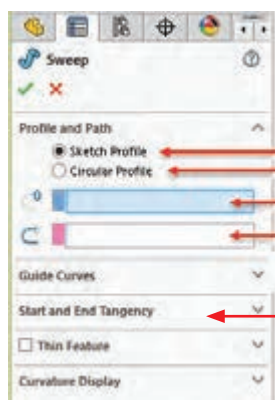 Sweep
Profile and Path
Sketch Profile
Circular Profile
Guide Curves
Start and End Tangency
Thin Feature
Curvature Display